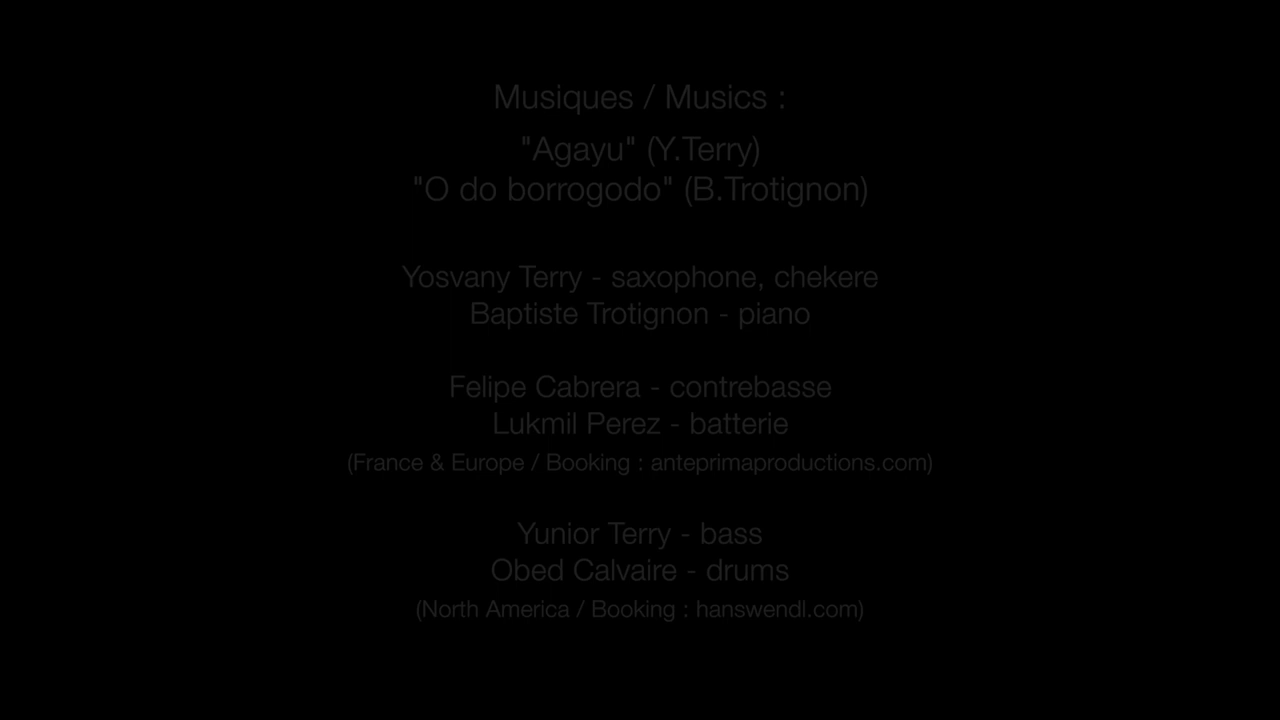 Musiques / Musics :
"Agayu" (Y.Terry)
"O do borrogodo" (B.Trotignon)
Yosvany Terry - saxophone, chekere
Baptiste Trotignon - piano
Felipe Cabrera - contrebasse
Lukmil Perez - batterie
(France & Europe / Booking : anteprimaproductions.com)
Yunior Terry - bass
Obed Calvaire - drums
(North America / Booking : hanswendl.com)